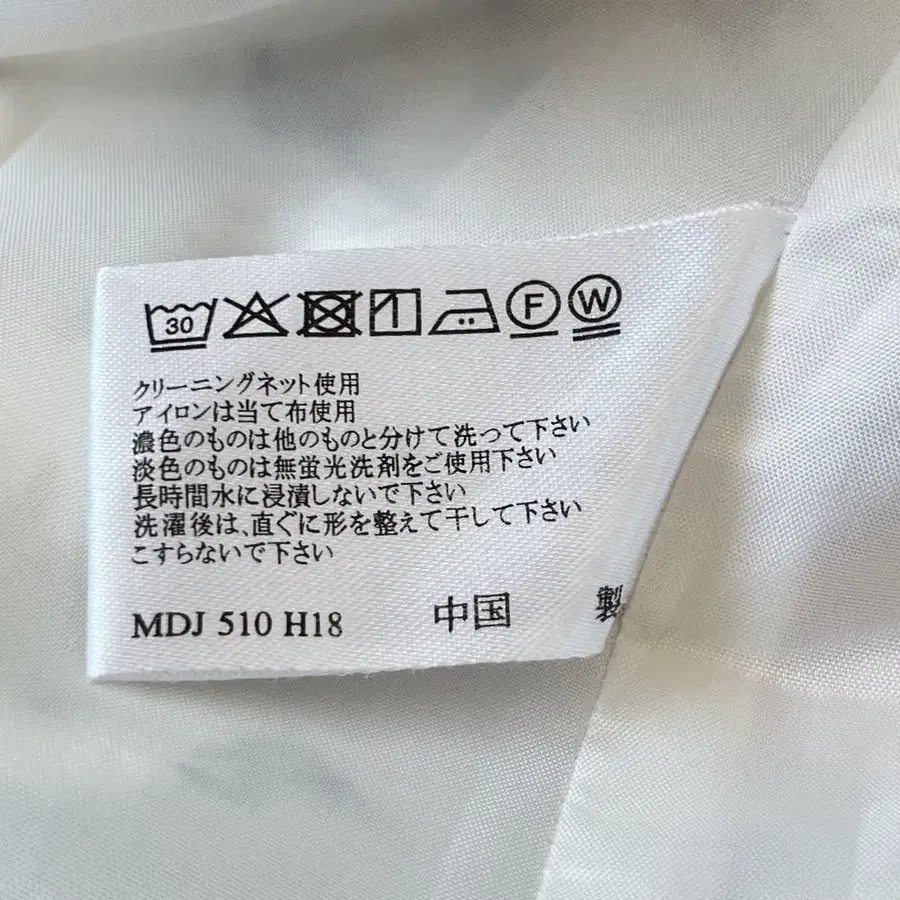 30 F W
クリーニングネット使用
アイロンは当て布使用
濃色のものは他のものと分けて洗って下さい
淡色のものは無蛍光洗剤をご使用下さい
長時間水に浸漬しないで下さい
洗濯後は、直ぐに形を整えて干して下さい
こすらないで下さい
MDJ 510 H18 中国 製